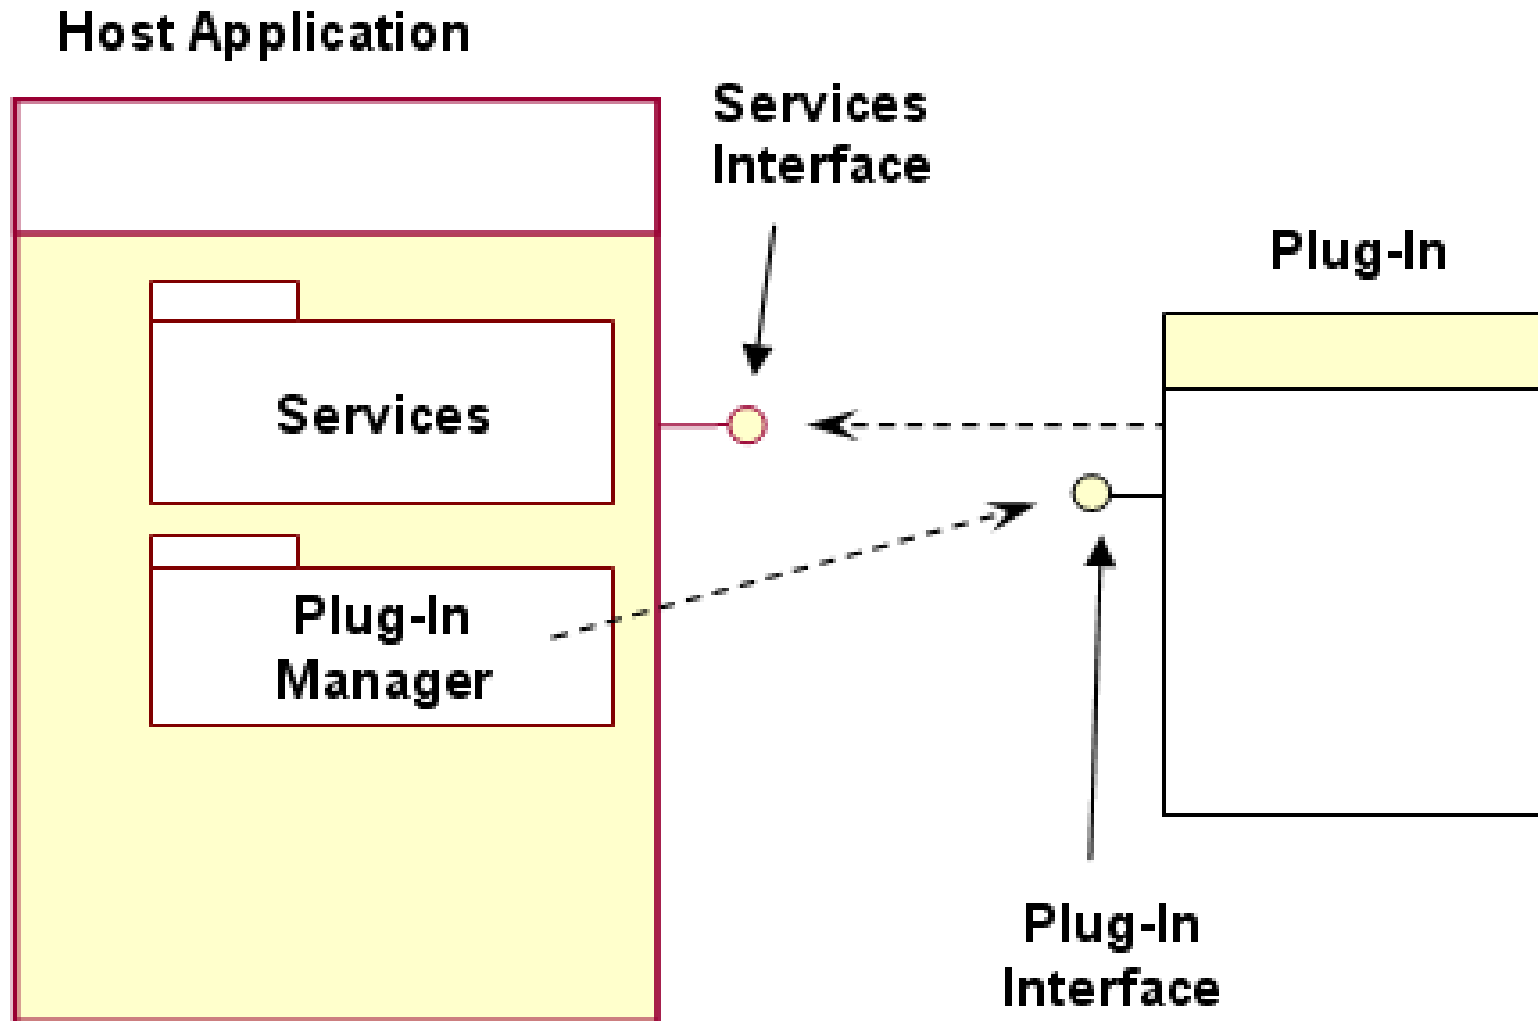 Host Application
Services
Interface
Plug-In
Services
Plug-In
Manager
Plug-In
Interface